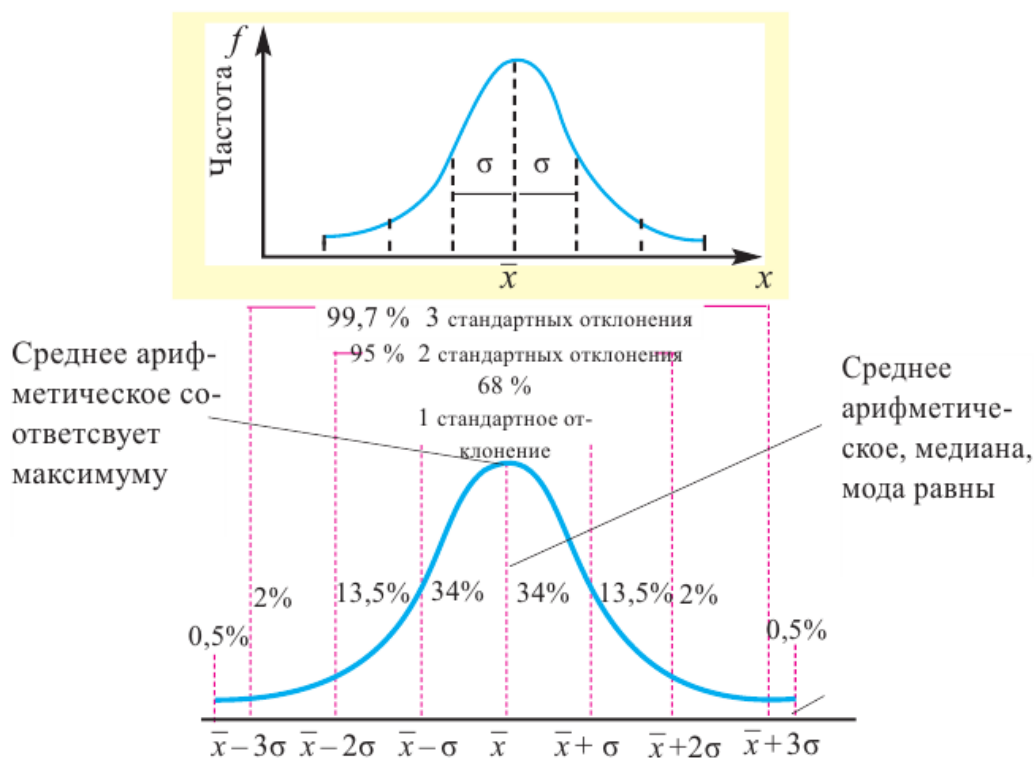 f
Частота
σ σ
x̅
x
99,7 % 3 стандартных отклонения
95 % 2 стандартных отклонения
68 %
1 стандартное от-
клонение
Среднее ариф-
метическое со-
ответсвует
максимуму
Среднее
арифметиче-
ское, медиана,
мода равны
0,5% 2% 13,5% 34% 34% 13,5% 2% 0,5%
x̅ – 3σ x̅ – 2σ x̅ – σ x̅ x̅ + σ x̅ +2σ x̅ +3σ